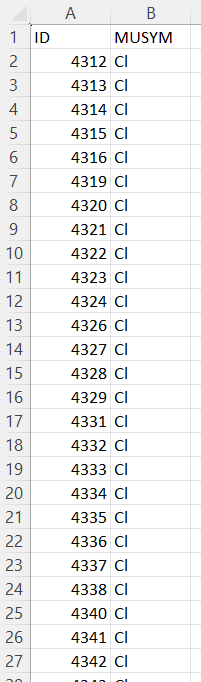 A B
1 ID MUSYM
2 4312 Cl
3 4313 Cl
4 4314 Cl
5 4315 Cl
6 4316 Cl
7 4319 Cl
8 4320 Cl
9 4321 Cl
10 4322 Cl
11 4323 Cl
12 4324 Cl
13 4326 Cl
14 4327 Cl
15 4328 Cl
16 4329 Cl
17 4331 Cl
18 4332 Cl
19 4333 Cl
20 4334 Cl
21 4335 Cl
22 4336 Cl
23 4337 Cl
24 4338 Cl
25 4340 Cl
26 4341 Cl
27 4342 Cl